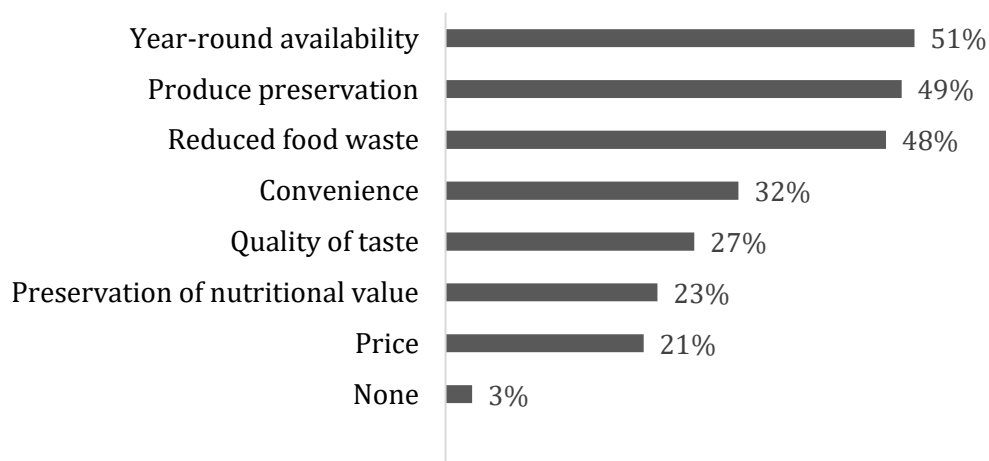 Year-round availability 51%
Produce preservation 49%
Reduced food waste 48%
Convenience 32%
Quality of taste 27%
Preservation of nutritional value 23%
Price 21%
None 3%